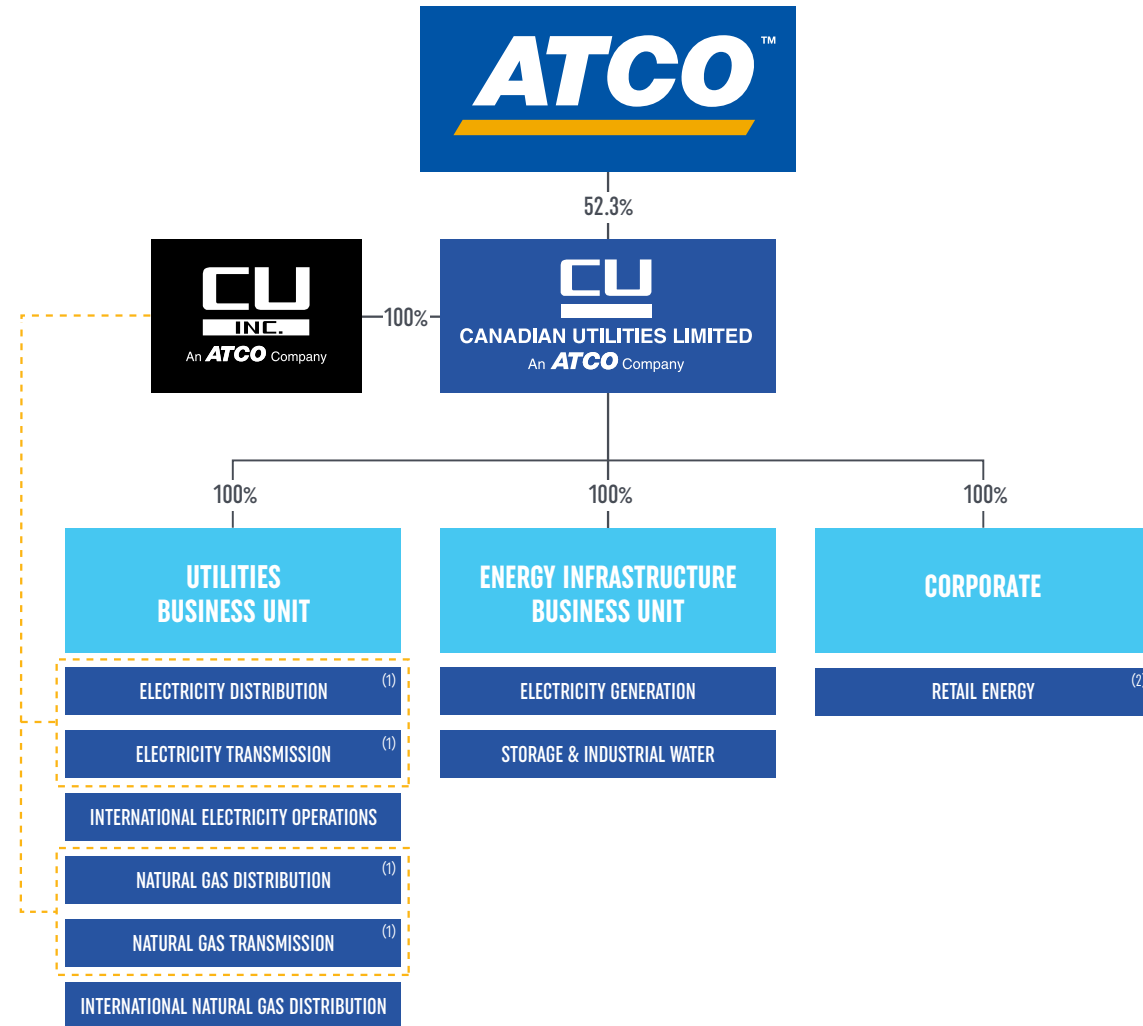 ATCO™
52.3%
CU
INC.
An ATCO Company
100%
CU
CANADIAN UTILITIES LIMITED
An ATCO Company
100%
100%
100%
UTILITIES
BUSINESS UNIT
ENERGY INFRASTRUCTURE
BUSINESS UNIT
CORPORATE
ELECTRICITY DISTRIBUTION (1)
ELECTRICITY GENERATION
RETAIL ENERGY (2)
ELECTRICITY TRANSMISSION (1)
STORAGE & INDUSTRIAL WATER
INTERNATIONAL ELECTRICITY OPERATIONS
NATURAL GAS DISTRIBUTION (1)
NATURAL GAS TRANSMISSION (1)
INTERNATIONAL NATURAL GAS DISTRIBUTION